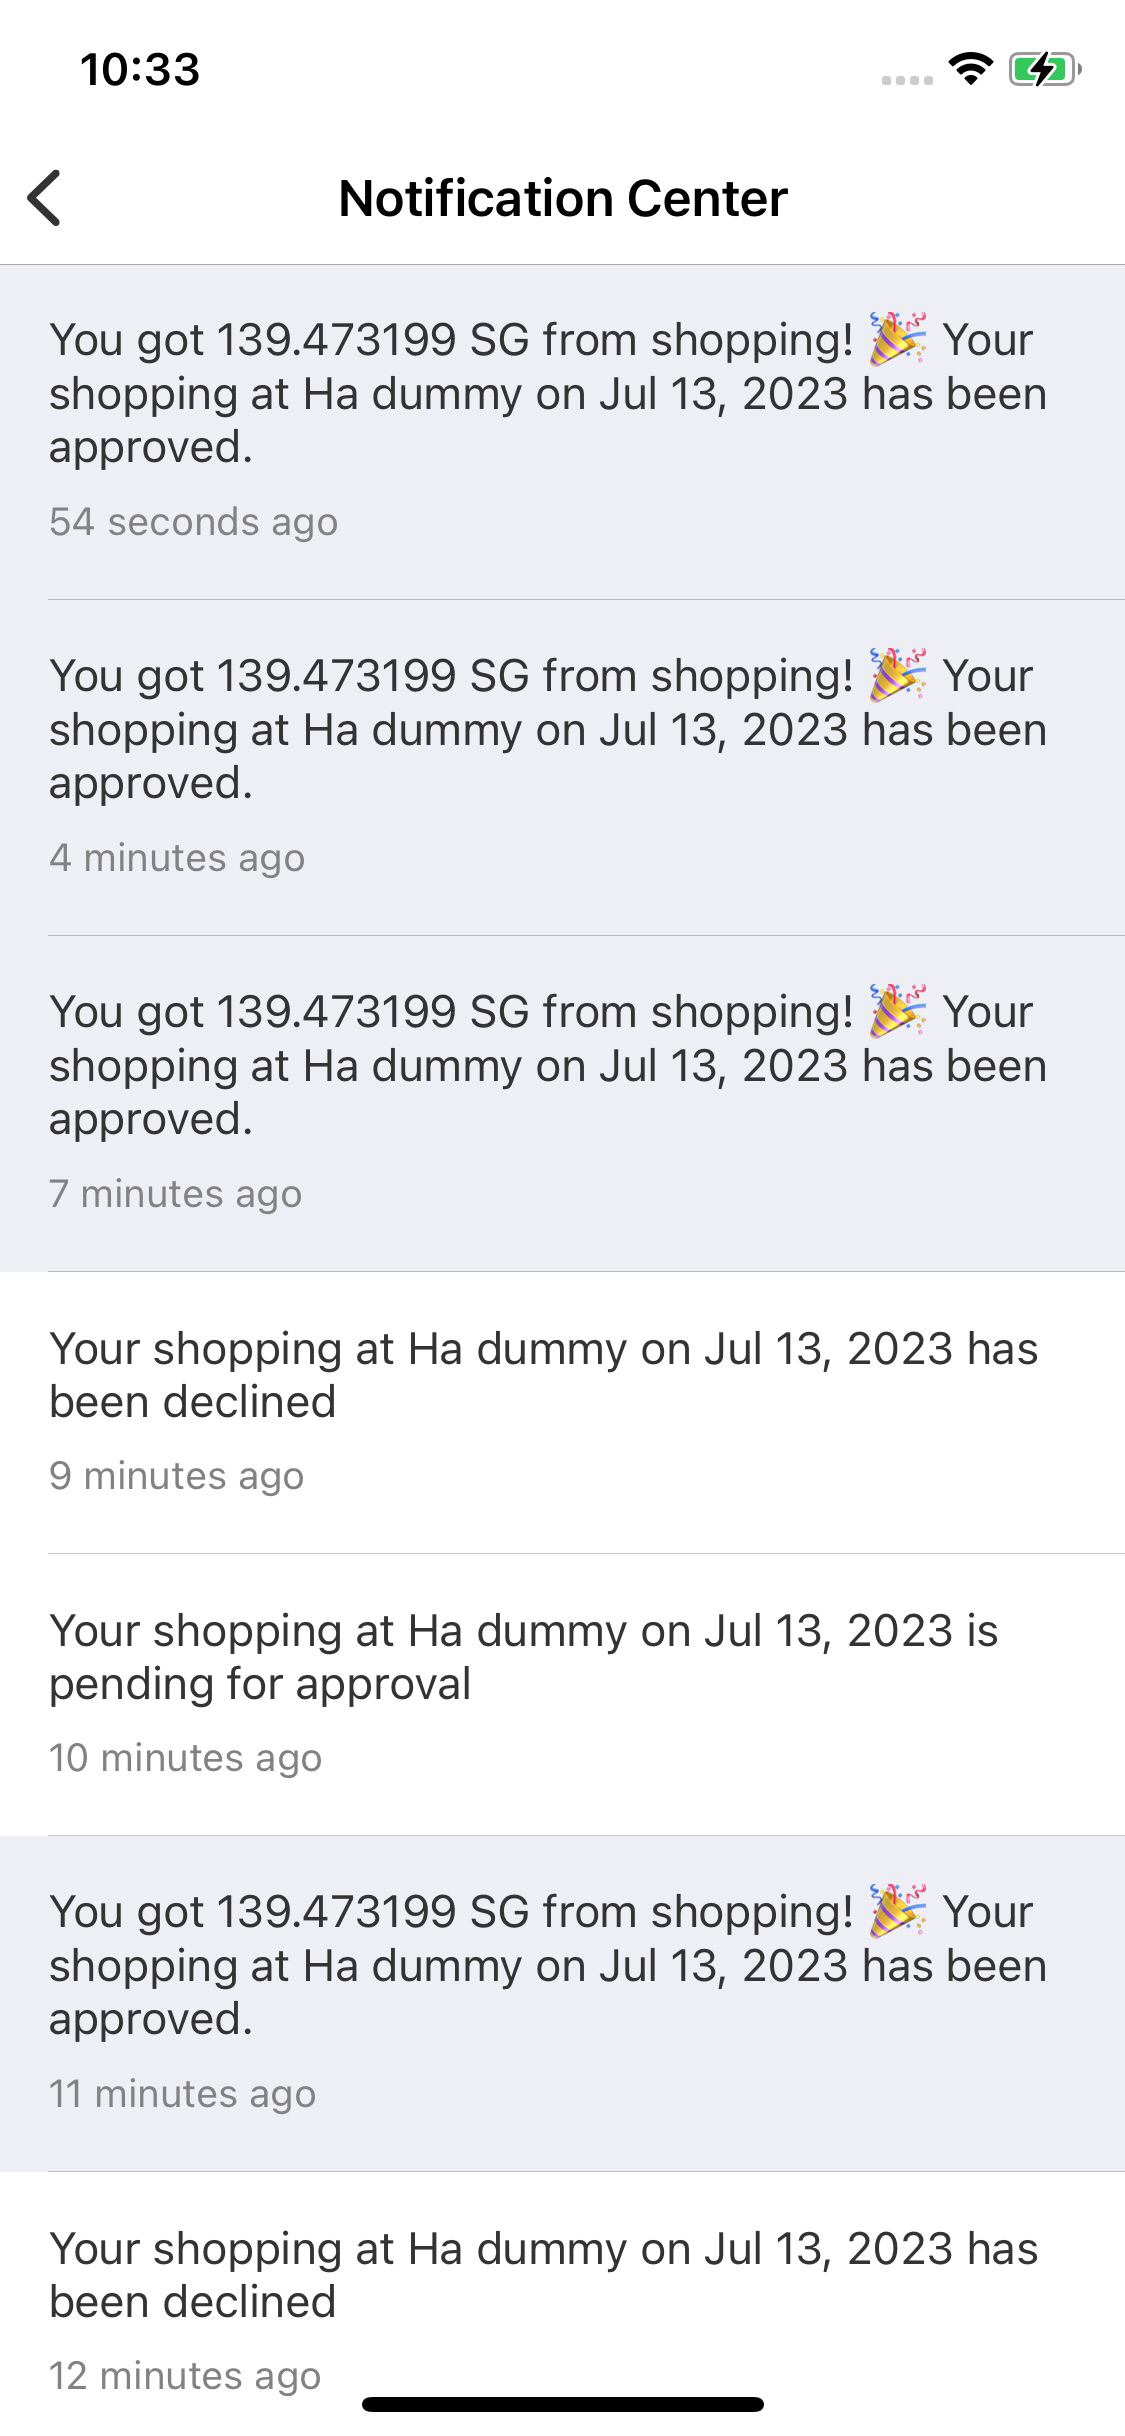 10:33
Notification Center
You got 139.473199 SG from shopping! 🎉 Your
shopping at Ha dummy on Jul 13, 2023 has been
approved.
54 seconds ago
You got 139.473199 SG from shopping! 🎉 Your
shopping at Ha dummy on Jul 13, 2023 has been
approved.
4 minutes ago
You got 139.473199 SG from shopping! 🎉 Your
shopping at Ha dummy on Jul 13, 2023 has been
approved.
7 minutes ago
Your shopping at Ha dummy on Jul 13, 2023 has
been declined
9 minutes ago
Your shopping at Ha dummy on Jul 13, 2023 is
pending for approval
10 minutes ago
You got 139.473199 SG from shopping! 🎉 Your
shopping at Ha dummy on Jul 13, 2023 has been
approved.
11 minutes ago
Your shopping at Ha dummy on Jul 13, 2023 has
been declined
12 minutes ago